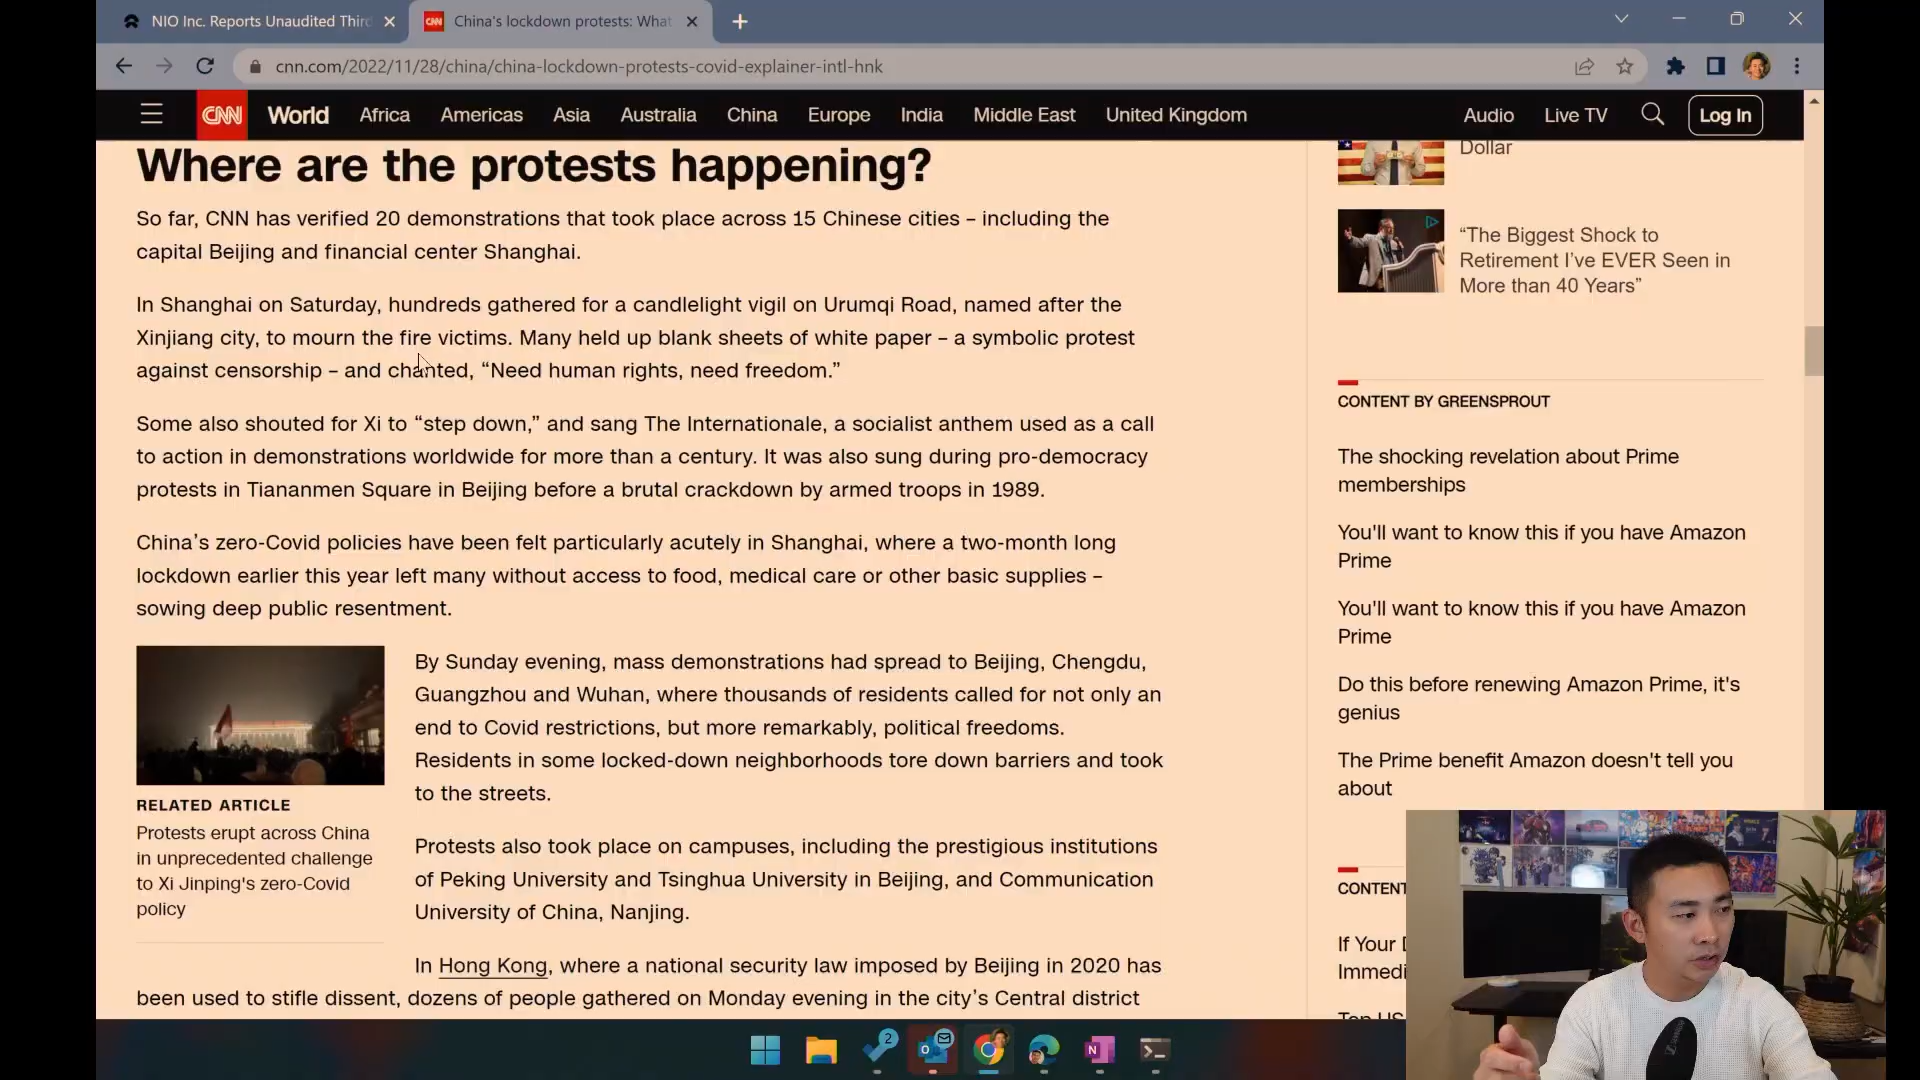 NIO Inc. Reports Unaudited Third
China's lockdown protests: What
cnn.com/2022/11/28/china/china-lockdown-protests-covid-explainer-intl-hnk
CNN World Africa Americas Asia Australia China Europe India Middle East United Kingdom Audio Live TV Log In
Where are the protests happening?
So far, CNN has verified 20 demonstrations that took place across 15 Chinese cities – including the
capital Beijing and financial center Shanghai.
In Shanghai on Saturday, hundreds gathered for a candlelight vigil on Urumqi Road, named after the
Xinjiang city, to mourn the fire victims. Many held up blank sheets of white paper – a symbolic protest
against censorship – and chanted, “Need human rights, need freedom.”
Some also shouted for Xi to “step down,” and sang The Internationale, a socialist anthem used as a call
to action in demonstrations worldwide for more than a century. It was also sung during pro-democracy
protests in Tiananmen Square in Beijing before a brutal crackdown by armed troops in 1989.
China’s zero-Covid policies have been felt particularly acutely in Shanghai, where a two-month long
lockdown earlier this year left many without access to food, medical care or other basic supplies –
sowing deep public resentment.
By Sunday evening, mass demonstrations had spread to Beijing, Chengdu,
Guangzhou and Wuhan, where thousands of residents called for not only an
end to Covid restrictions, but more remarkably, political freedoms.
Residents in some locked-down neighborhoods tore down barriers and took
to the streets.
RELATED ARTICLE
Protests erupt across China
in unprecedented challenge
to Xi Jinping's zero-Covid
policy
Protests also took place on campuses, including the prestigious institutions
of Peking University and Tsinghua University in Beijing, and Communication
University of China, Nanjing.
In Hong Kong, where a national security law imposed by Beijing in 2020 has
been used to stifle dissent, dozens of people gathered on Monday evening in the city’s Central district
Dollar
“The Biggest Shock to
Retirement I’ve EVER Seen in
More than 40 Years”
CONTENT BY GREENSPROUT
The shocking revelation about Prime
memberships
You'll want to know this if you have Amazon
Prime
You'll want to know this if you have Amazon
Prime
Do this before renewing Amazon Prime, it's
genius
The Prime benefit Amazon doesn't tell you
about
CONTENT
If Your
Immedi
2